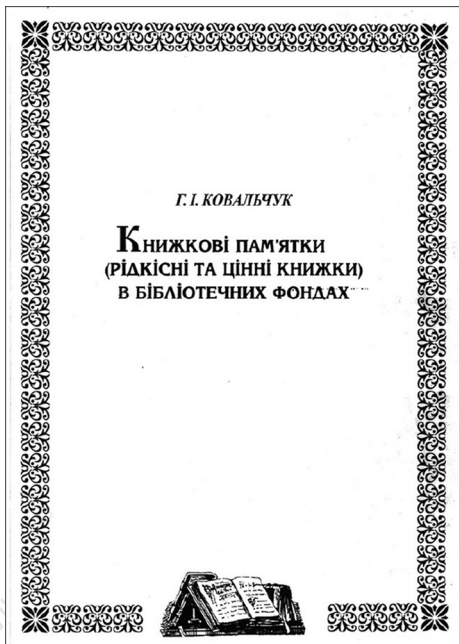 Г. І. КОВАЛЬЧУК
КНИЖКОВІ ПАМ'ЯТКИ
(РІДКІСНІ ТА ЦІННІ КНИЖКИ)
В БІБЛІОТЕЧНИХ ФОНДАХ